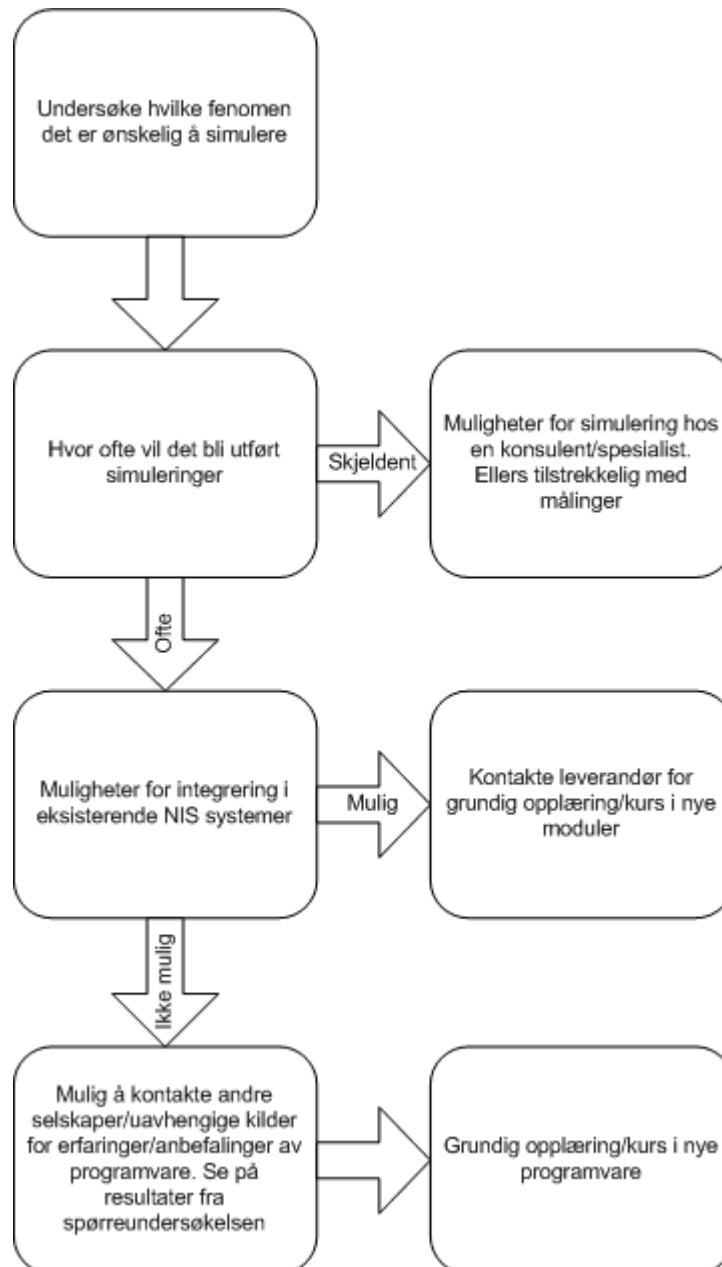 Undersøke hvilke fenomen
det er ønskelig å simulere
Hvor ofte vil det bli utført
simuleringer
Skjeldent
Muligheter for simulering hos
en konsulent/spesialist.
Ellers tilstrekkelig med
målinger
Ofte
Muligheter for integrering i
eksisterende NIS systemer
Mulig
Kontakte leverandør for
grundig opplæring/kurs i nye
moduler
Ikke mulig
Mulig å kontakte andre
selskaper/uavhengige kilder
for erfaringer/anbefalinger av
programvare. Se på
resultater fra
spørreundersøkelsen
Grundig opplæring/kurs i nye
programvare